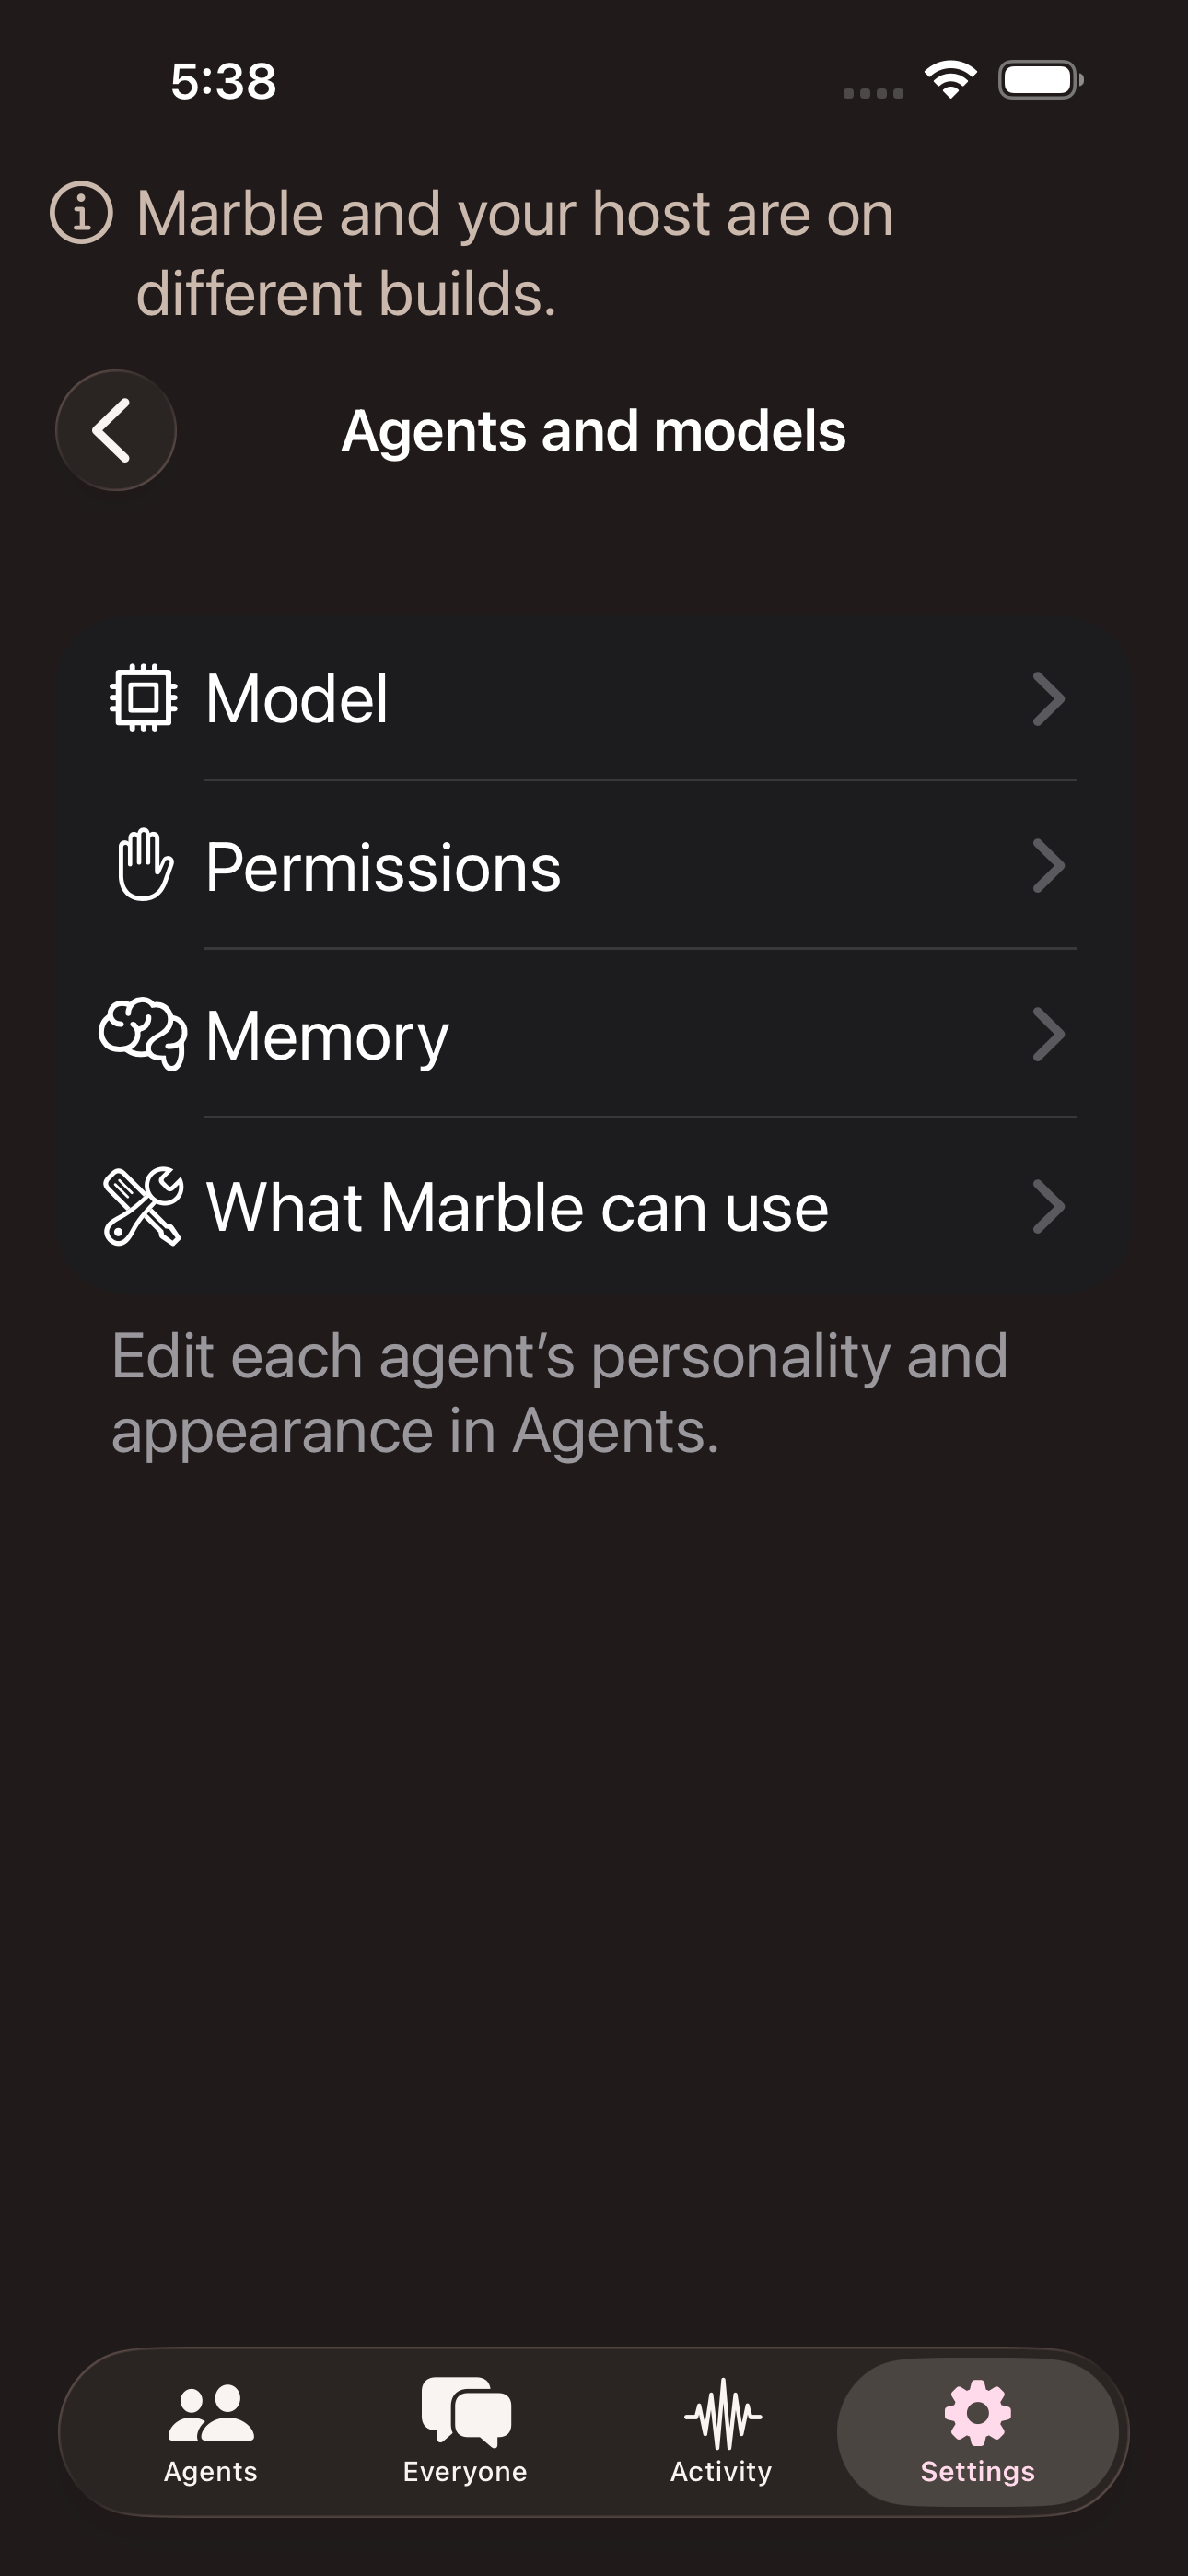 5:38
Marble and your host are on
different builds.
Agents and models
Model
Permissions
Memory
What Marble can use
Edit each agent’s personality and
appearance in Agents.
Agents
Everyone
Activity
Settings